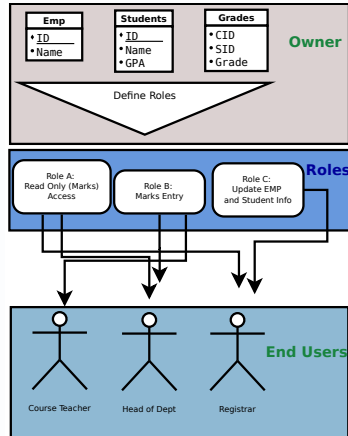 Emp
ID
Name
Students
ID
Name
GPA
Grades
CID
SID
Grade
Owner
Define Roles
Roles
Role A:
Read Only (Marks)
Access
Role B:
Marks Entry
Role C:
Update EMP
and Student Info
End Users
Course Teacher
Head of Dept
Registrar